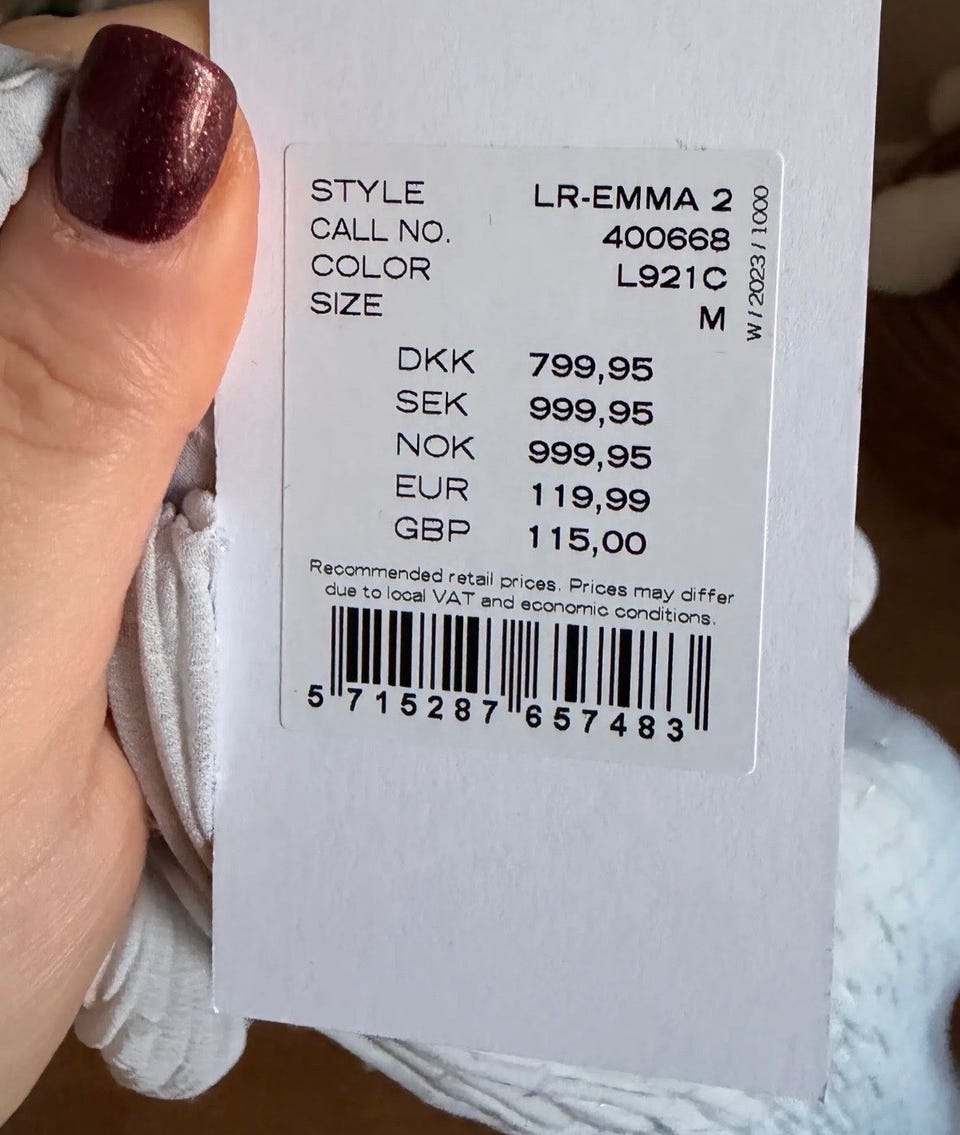 STYLE LR-EMMA 2
CALL NO. 400668
COLOR L921C
SIZE M
W / 2023 / 1000
DKK 799,95
SEK 999,95
NOK 999,95
EUR 119,99
GBP 115,00
Recommended retail prices. Prices may differ
due to local VAT and economic conditions.
5 715287 657483